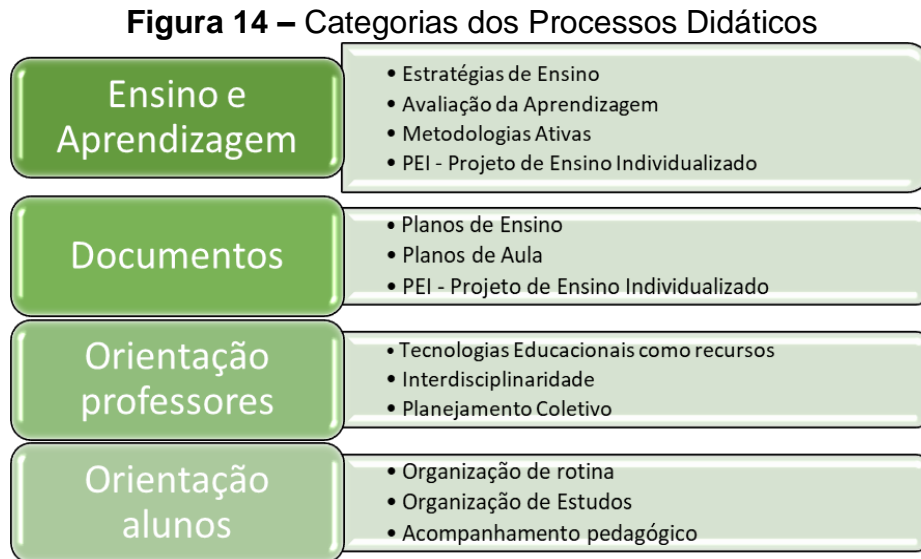 Figura 14 – Categorias dos Processos Didáticos
Ensino e
Aprendizagem
• Estratégias de Ensino
• Avaliação da Aprendizagem
• Metodologias Ativas
• PEI - Projeto de Ensino Individualizado
Documentos
• Planos de Ensino
• Planos de Aula
• PEI - Projeto de Ensino Individualizado
Orientação
professores
• Tecnologias Educacionais como recursos
• Interdisciplinaridade
• Planejamento Coletivo
Orientação
alunos
• Organização de rotina
• Organização de Estudos
• Acompanhamento pedagógico